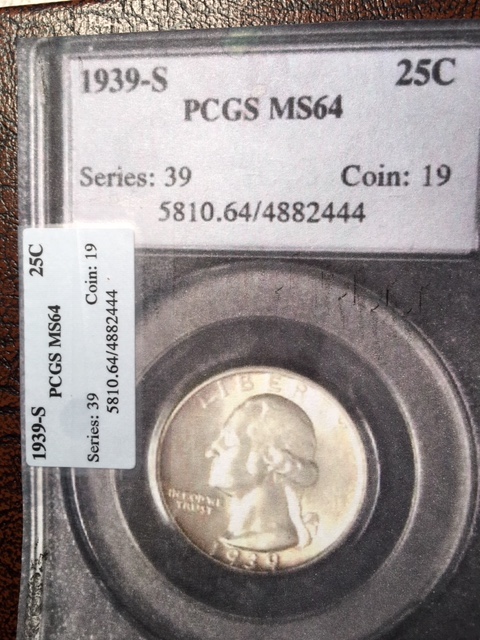 1939-S 25C
PCGS MS64
Series: 39 Coin: 19
5810.64/4882444
1939-S 25C
PCGS MS64
Series: 39 Coin: 19
5810.64/4882444
LIBERTY
IN GOD WE
TRUST
1939